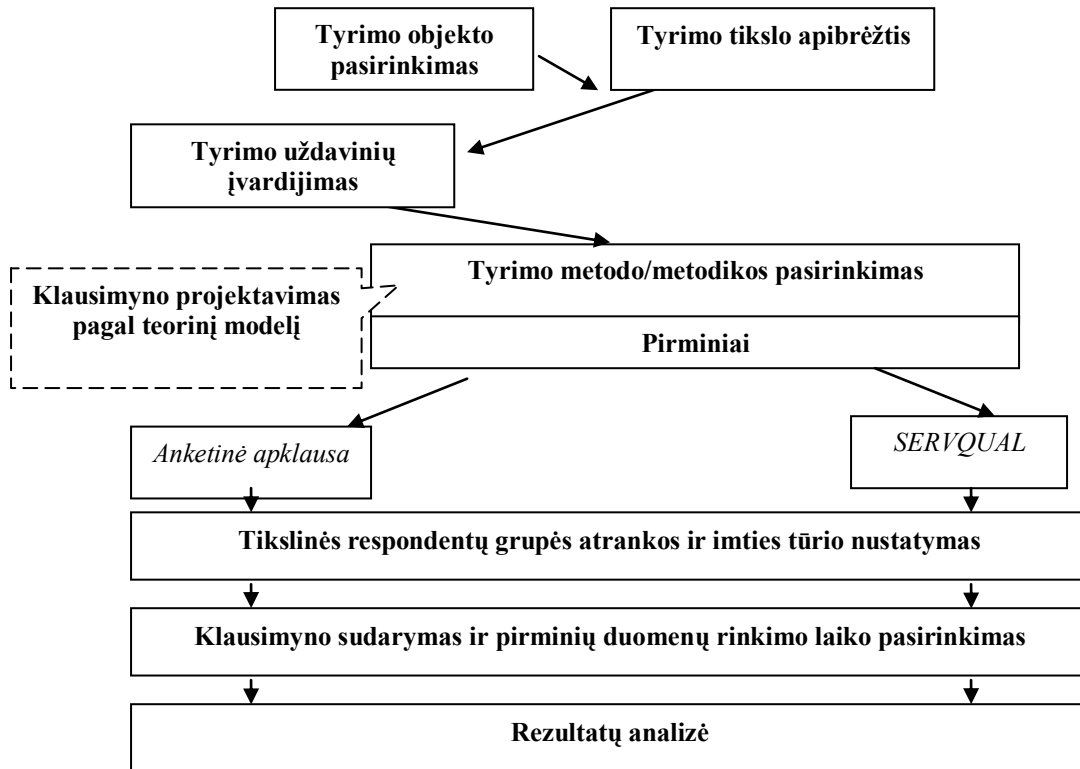 Tyrimo objekto
pasirinkimas
Tyrimo tikslo apibrėžtis
Tyrimo uždavinių
įvardijimas
Tyrimo metodo/metodikos pasirinkimas
Klausimyno projektavimas
pagal teorinį modelį
Pirminiai
Anketinė apklausa
SERVQUAL
Tikslinės respondentų grupės atrankos ir imties tūrio nustatymas
Klausimyno sudarymas ir pirminių duomenų rinkimo laiko pasirinkimas
Rezultatų analizė